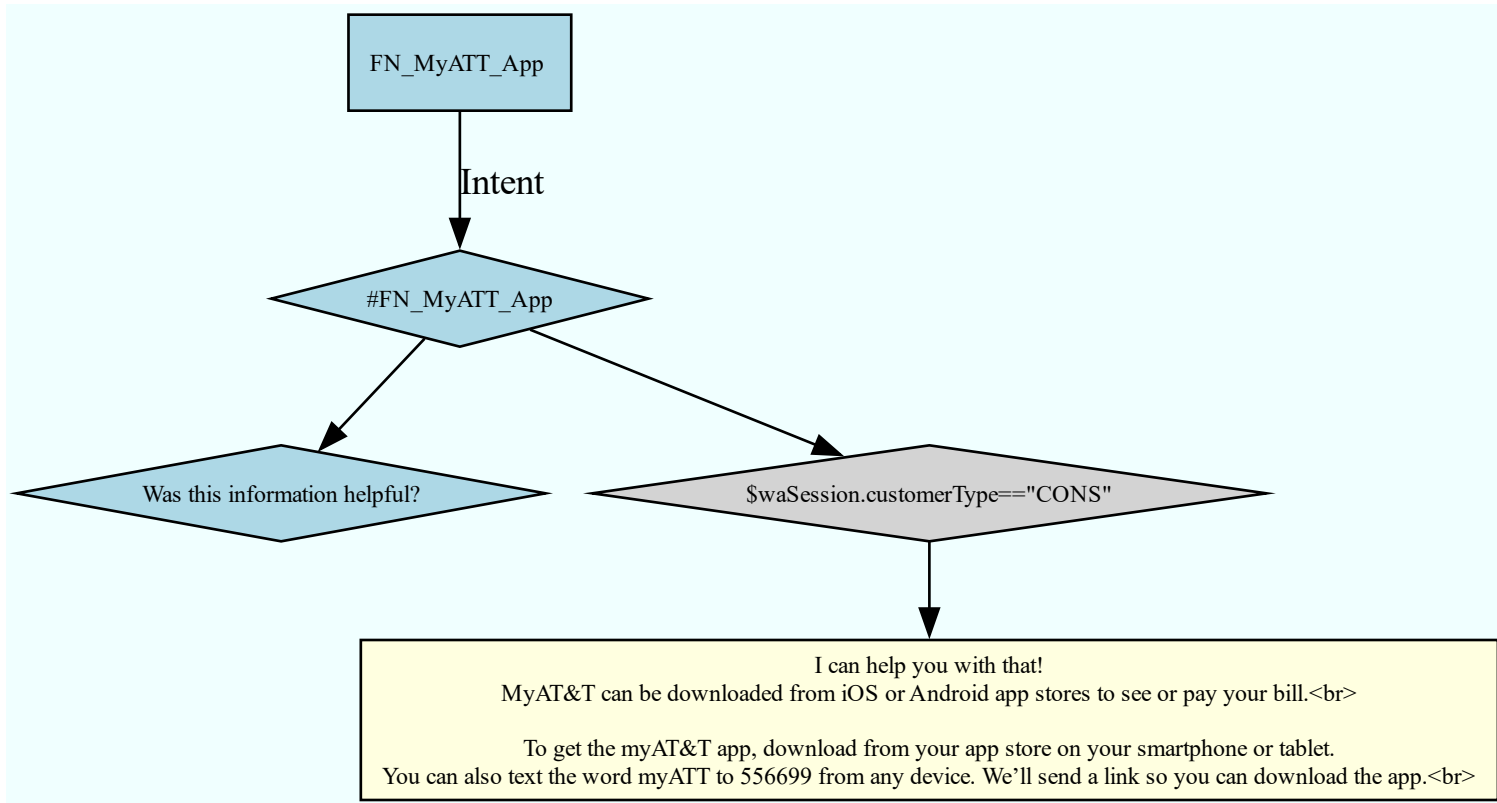 FN_MyATT_App
Intent
#FN_MyATT_App
Was this information helpful?
$waSession.customerType=="CONS"
I can help you with that!
MyAT&T can be downloaded from iOS or Android app stores to see or pay your bill.<br>
To get the myAT&T app, download from your app store on your smartphone or tablet.
You can also text the word myATT to 556699 from any device. We’ll send a link so you can download the app.<br>